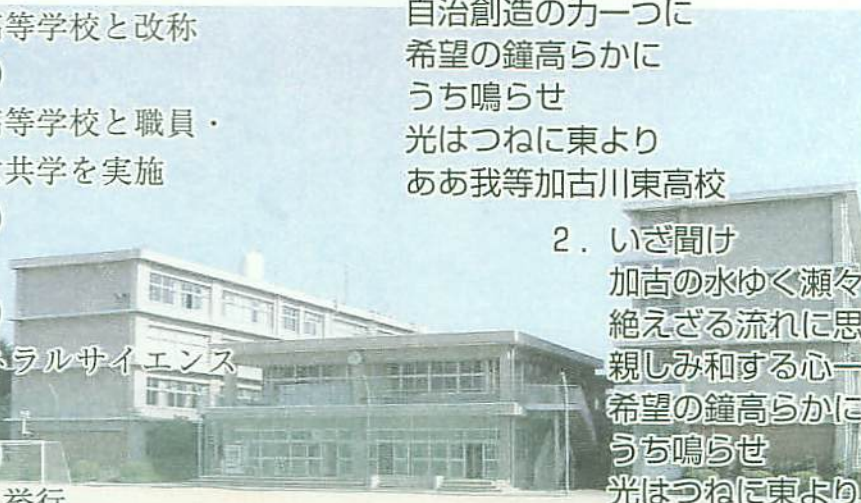 等学校と改称
)
等学校と職員・
共学を実施
)
)
ラルサイエンス
挙行
自治創造の力一つに
希望の鐘高らかに
うち鳴らせ
光はつねに東より
ああ我等加古川東高校
2. いざ聞け
加古の水ゆく瀬々
絶えざる流れに思
親しみ和する心一
希望の鐘高らかに
うち鳴らせ
光はつねに東より